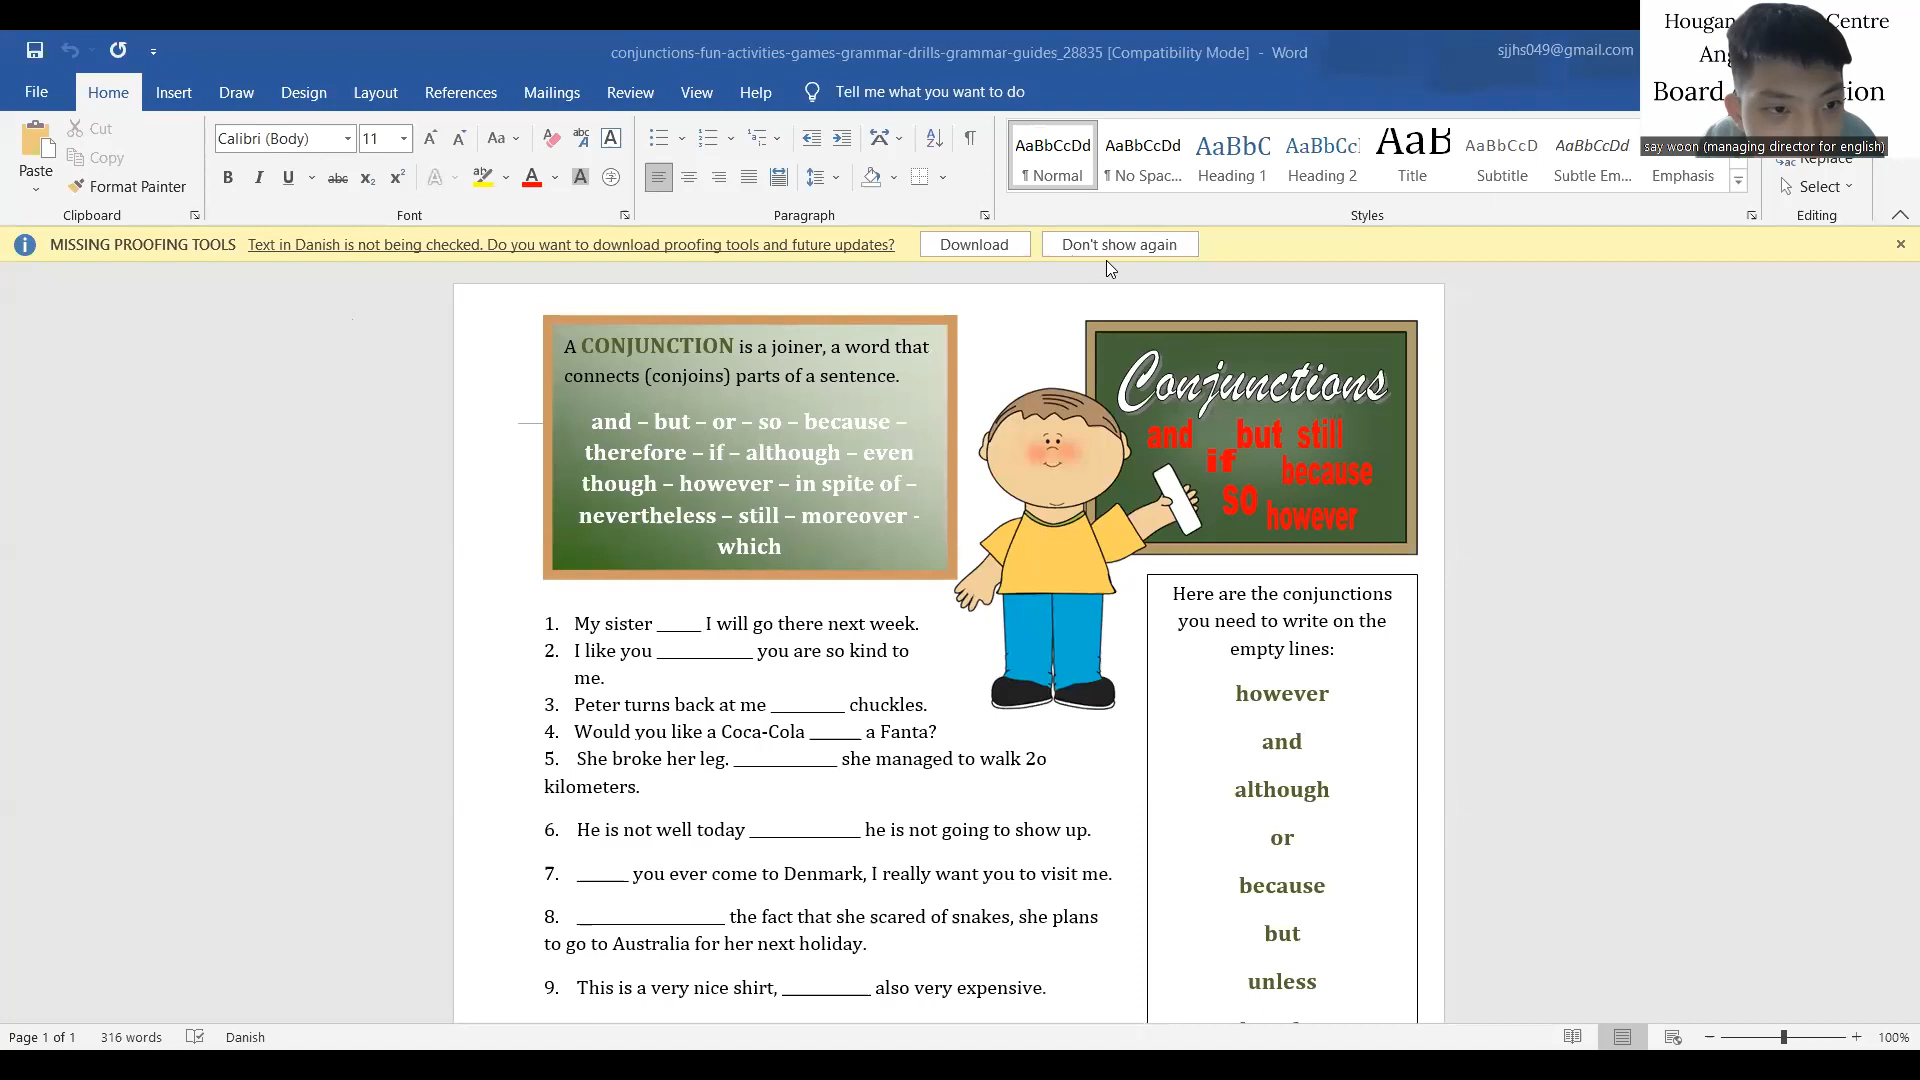 conjunctions-fun-activities-games-grammar-drills-grammar-guides_28835 [Compatibility Mode] - Word
sjjhs049@gmail.com
Centre
Board
say woon (managing director for english)
File Home Insert Draw Design Layout References Mailings Review View Help Tell me what you want to do
Paste
Cut
Copy
Format Painter
Clipboard
Calibri (Body) 11
Font
Paragraph
AaBbCcDd AaBbCcDd AaBbC AaBbCcI AaB AaBbCcD AaBbCcDd
¶ Normal ¶ No Spac... Heading 1 Heading 2 Title Subtitle Subtle Em... Emphasis
Styles
Replace
Select
Editing
MISSING PROOFING TOOLS Text in Danish is not being checked. Do you want to download proofing tools and future updates? Download Don't show again
A CONJUNCTION is a joiner, a word that
connects (conjoins) parts of a sentence.
and – but – or – so – because –
therefore – if – although – even
though – however – in spite of –
nevertheless – still – moreover -
which
Conjunctions
and but still
if because
so however
1. My sister _____ I will go there next week.
2. I like you ___________ you are so kind to
me.
3. Peter turns back at me ________ chuckles.
4. Would you like a Coca-Cola ______ a Fanta?
5. She broke her leg. ____________ she managed to walk 2o
kilometers.
6. He is not well today _____________ he is not going to show up.
7. ______ you ever come to Denmark, I really want you to visit me.
8. _________________ the fact that she scared of snakes, she plans
to go to Australia for her next holiday.
9. This is a very nice shirt, __________ also very expensive.
Here are the conjunctions
you need to write on the
empty lines:
however
and
although
or
because
but
unless
Page 1 of 1 316 words Danish 100%